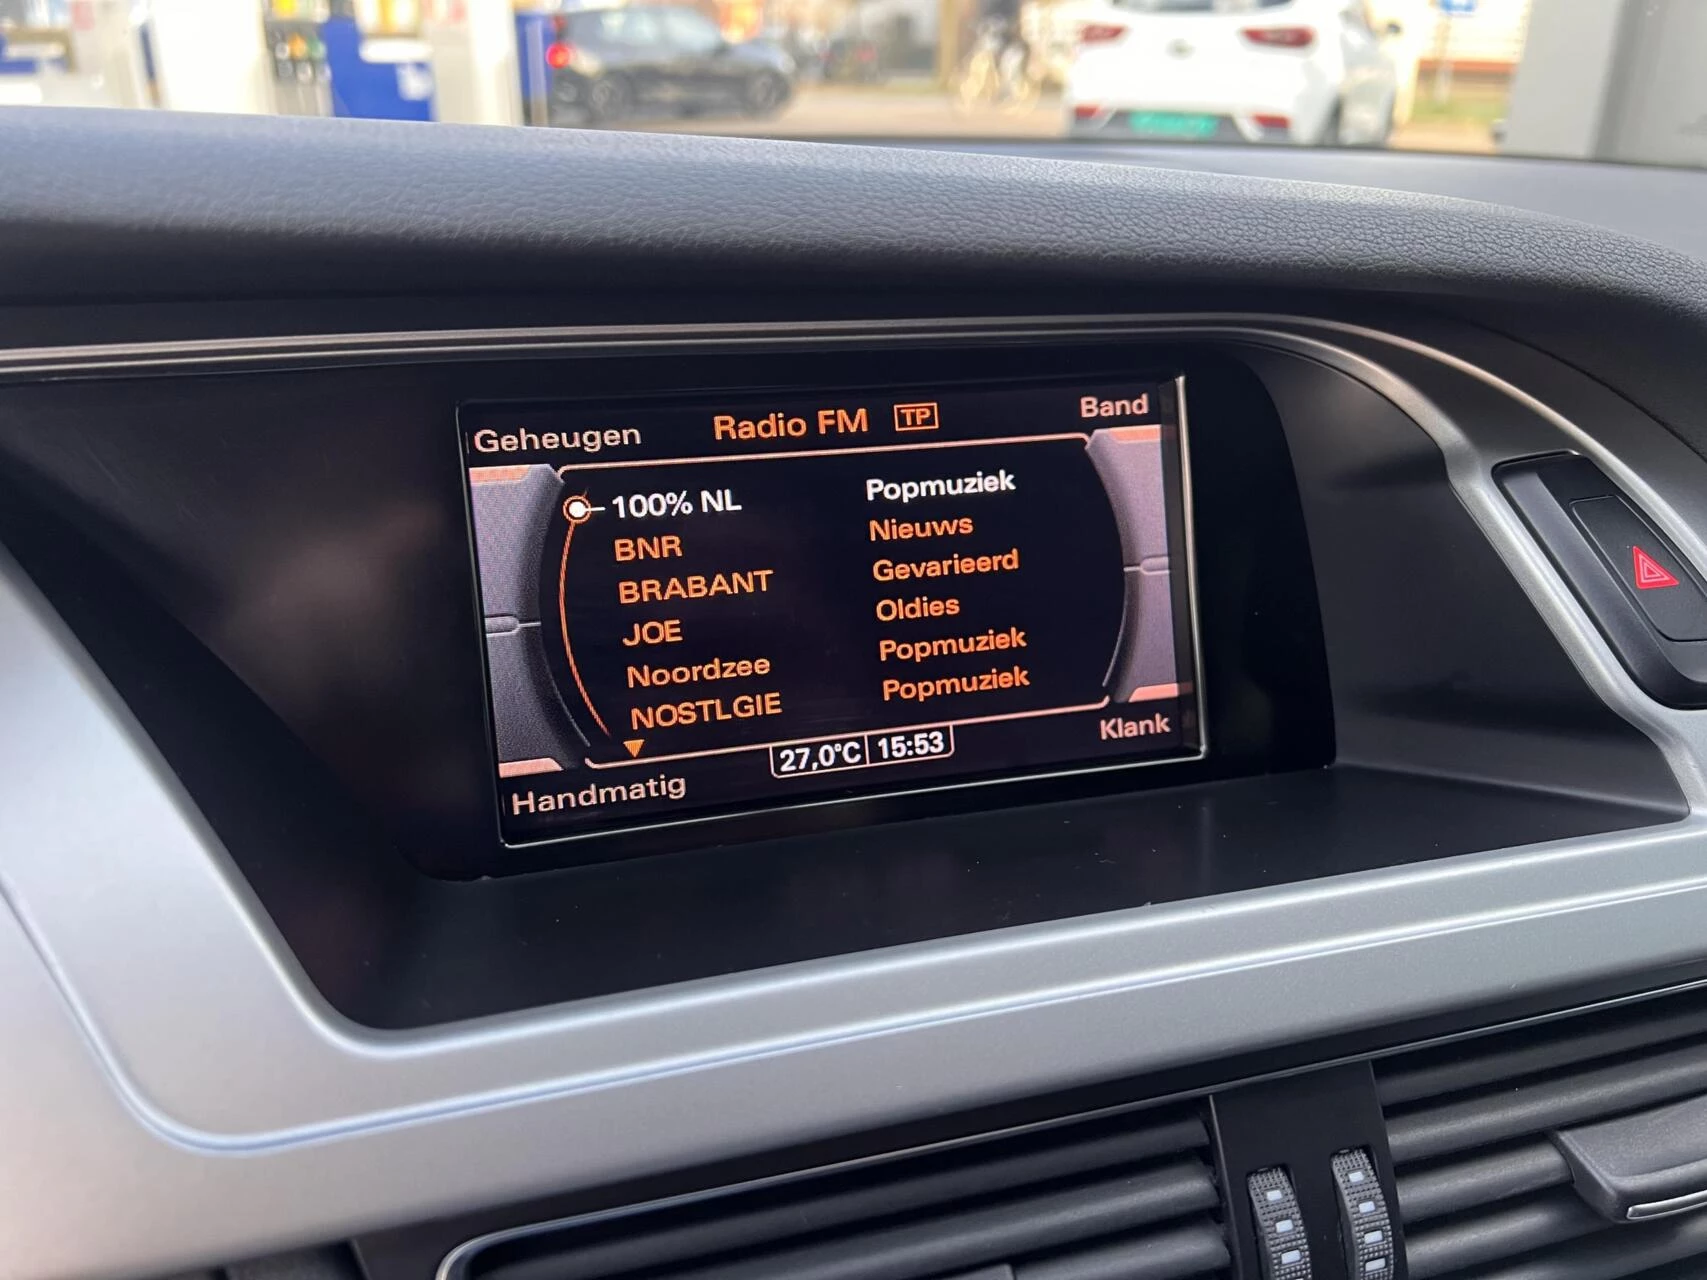 Geheugen Radio FM TP Band
100% NL Popmuziek
BNR Nieuws
BRABANT Gevarieerd
JOE Oldies
Noordzee Popmuziek
NOSTLGIE Popmuziek
27,0°C 15:53
Handmatig Klank